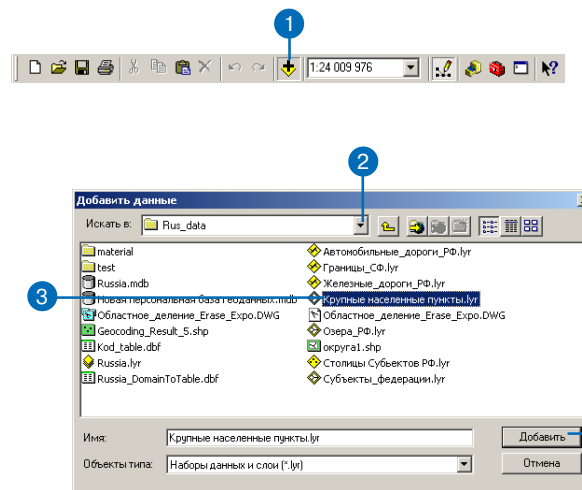 1
1:24 009 976
2
Добавить данные
Искать в: Rus_data
3
material
test
Russia.mdb
Новая персональная база геоданных.mdb
Областное_деление_Erase_Expo.DWG
Geocoding_Result_5.shp
Kod_table.dbf
Russia.lyr
Russia_DomainToTable.dbf
Автомобильные_дороги_РФ.lyr
Границы_СФ.lyr
Железные_дороги_РФ.lyr
Крупные населенные пункты.lyr
Областное_деление_Erase_Expo.DWG
Озера_РФ.lyr
округа1.shp
Столицы Субьектов РФ.lyr
Субъекты_федерации.lyr
Имя: Крупные населенные пункты.lyr Добавить
Объекты типа: Наборы данных и слои (*.lyr) Отмена